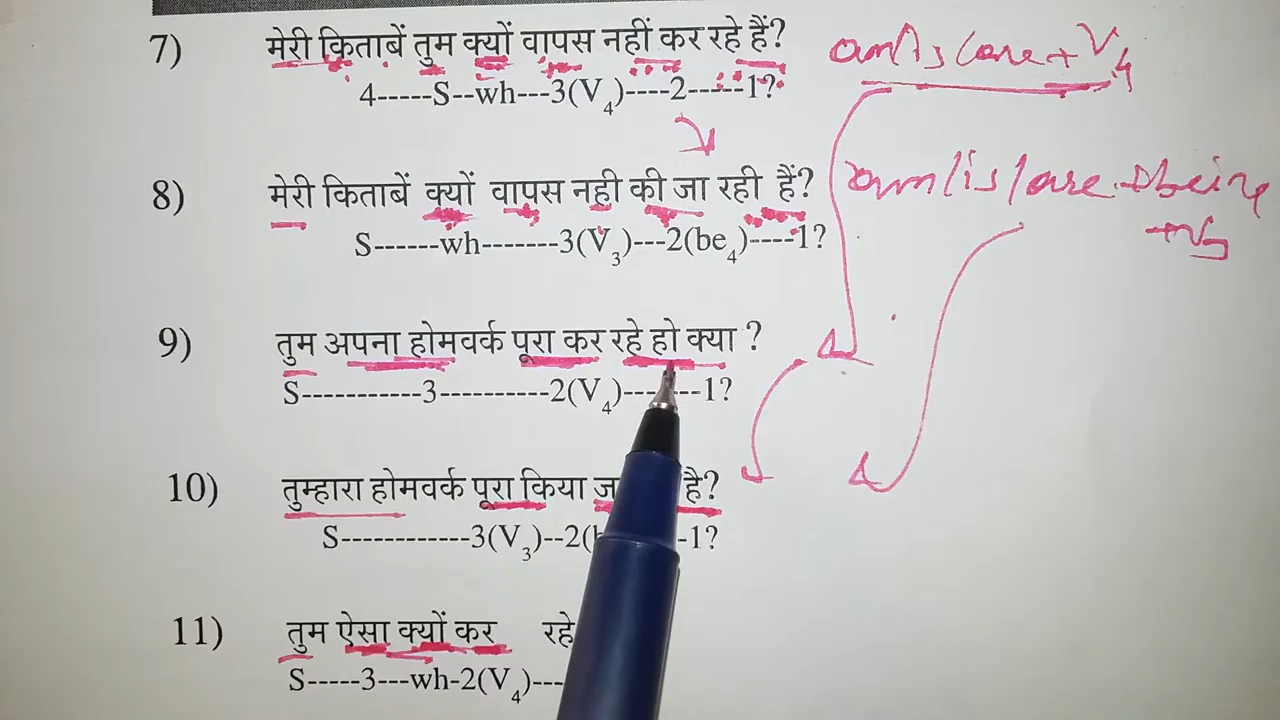 7) मेरी किताबें तुम क्यों वापस नहीं कर रहे हैं?
4-----S--wh---3(V₄)----2------1?
am/is/are + V₄
8) मेरी किताबें क्यों वापस नही की जा रही हैं?
S------wh-------3(V₃)---2(be₄)-----1?
am/is/are + being
+V₃
9) तुम अपना होमवर्क पूरा कर रहे हो क्या ?
S-----------3----------2(V₄)-------1?
10) तुम्हारा होमवर्क पूरा किया है?
S------------3(V₃)--2( -1?
11) तुम ऐसा क्यों कर रहे
S-----3---wh-2(V₄)---